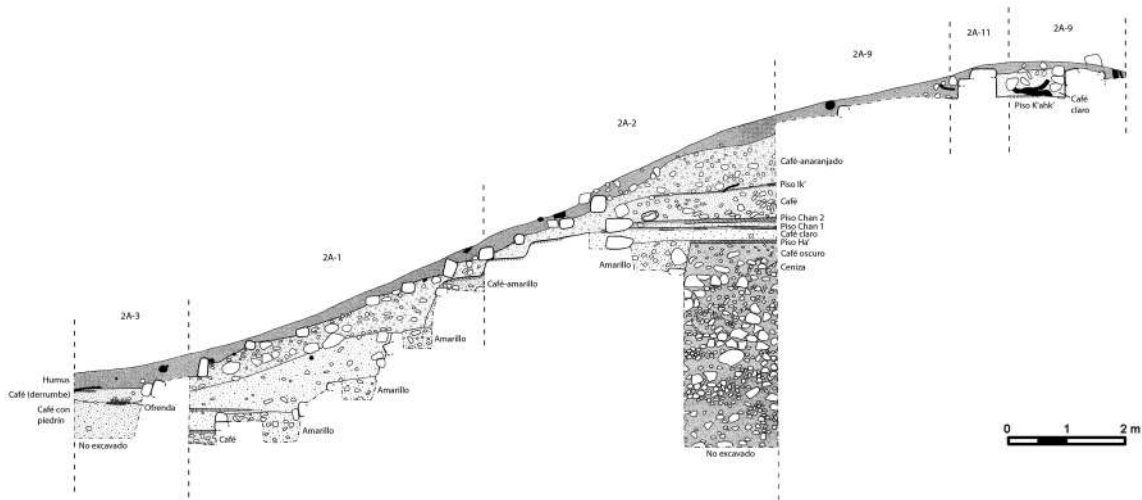 2A-9
2A-11
2A-9
Piso K'ahk'
Café
claro
2A-2
Café-anaranjado
Piso Ik'
Café
Piso Chan 2
Piso Chan 1
Café claro
Piso Ha'
Café oscuro
Ceniza
Amarillo
2A-1
Café-amarillo
Amarillo
Amarillo
2A-3
Humus
Café (derrumbe)
Café con
piedrin
Ofrenda
No excavado
Café
Amarillo
No excavado
0 1 2 m